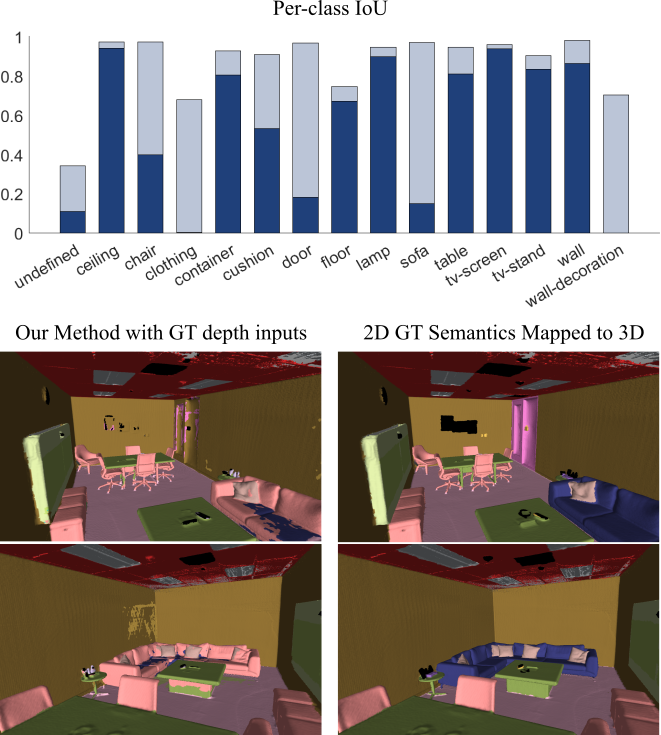 Per-class IoU
1
0.8
0.6
0.4
0.2
0
undefined
ceiling
chair
clothing
container
cushion
door
floor
lamp
sofa
table
tv-screen
tv-stand
wall
wall-decoration
Our Method with GT depth inputs
2D GT Semantics Mapped to 3D